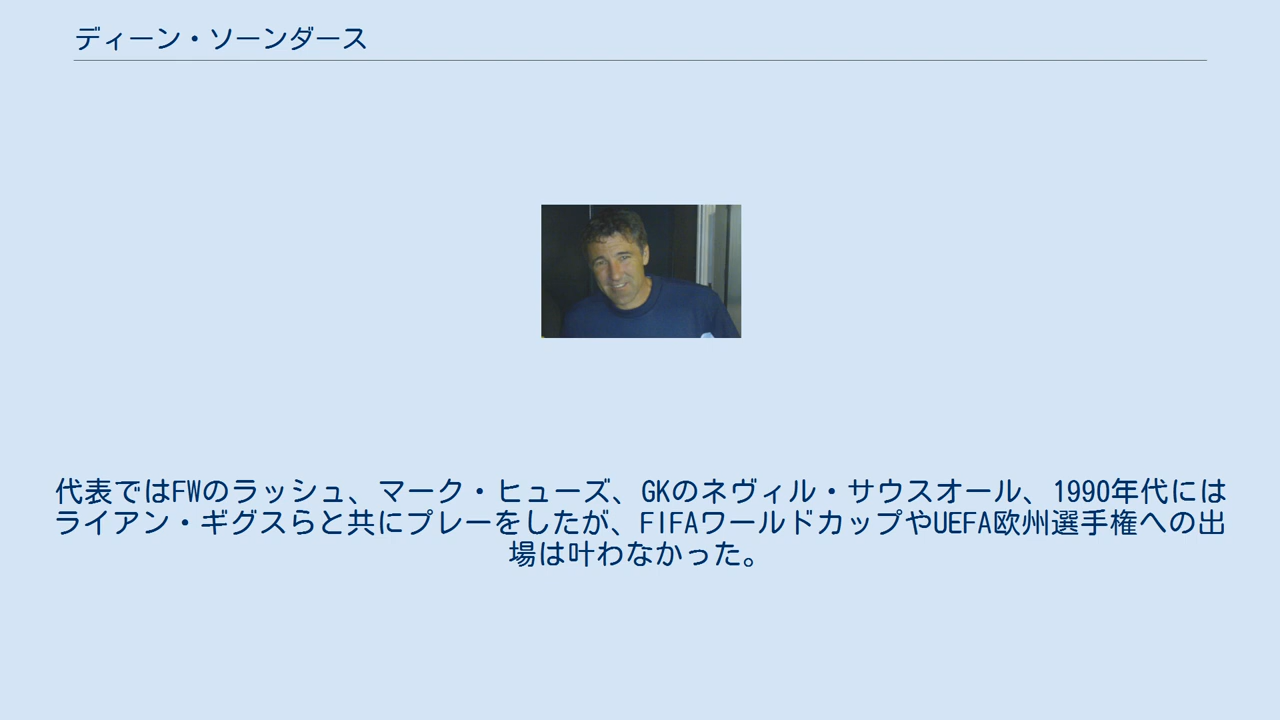 ディーン・ソーンダース
代表ではFWのラッシュ、マーク・ヒューズ、GKのネヴィル・サウスオール、1990年代には
ライアン・ギグスらと共にプレーをしたが、FIFAワールドカップやUEFA欧州選手権への出
場は叶わなかった。